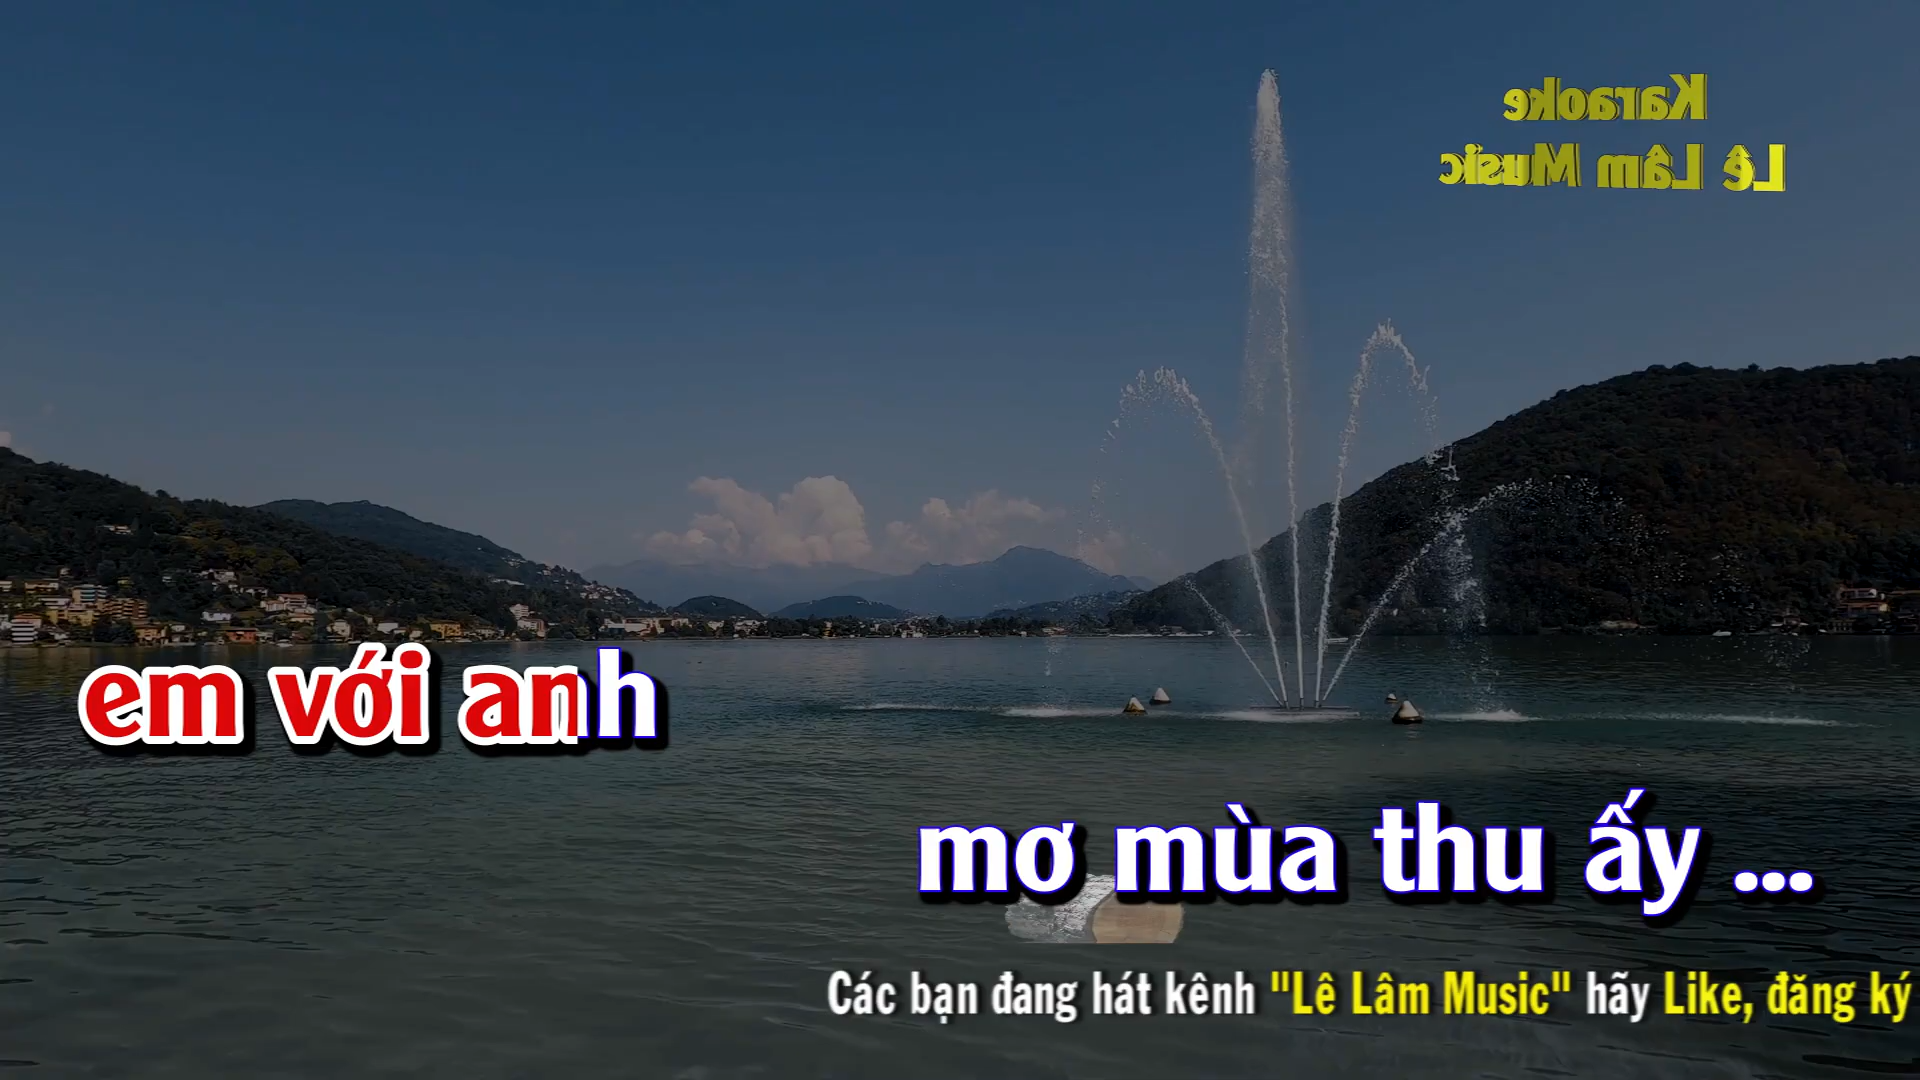 Karaoke
Lê Lâm Music
em với anh
mơ mùa thu ấy ...
Các bạn đang hát kênh "Lê Lâm Music" hãy Like, đăng ký